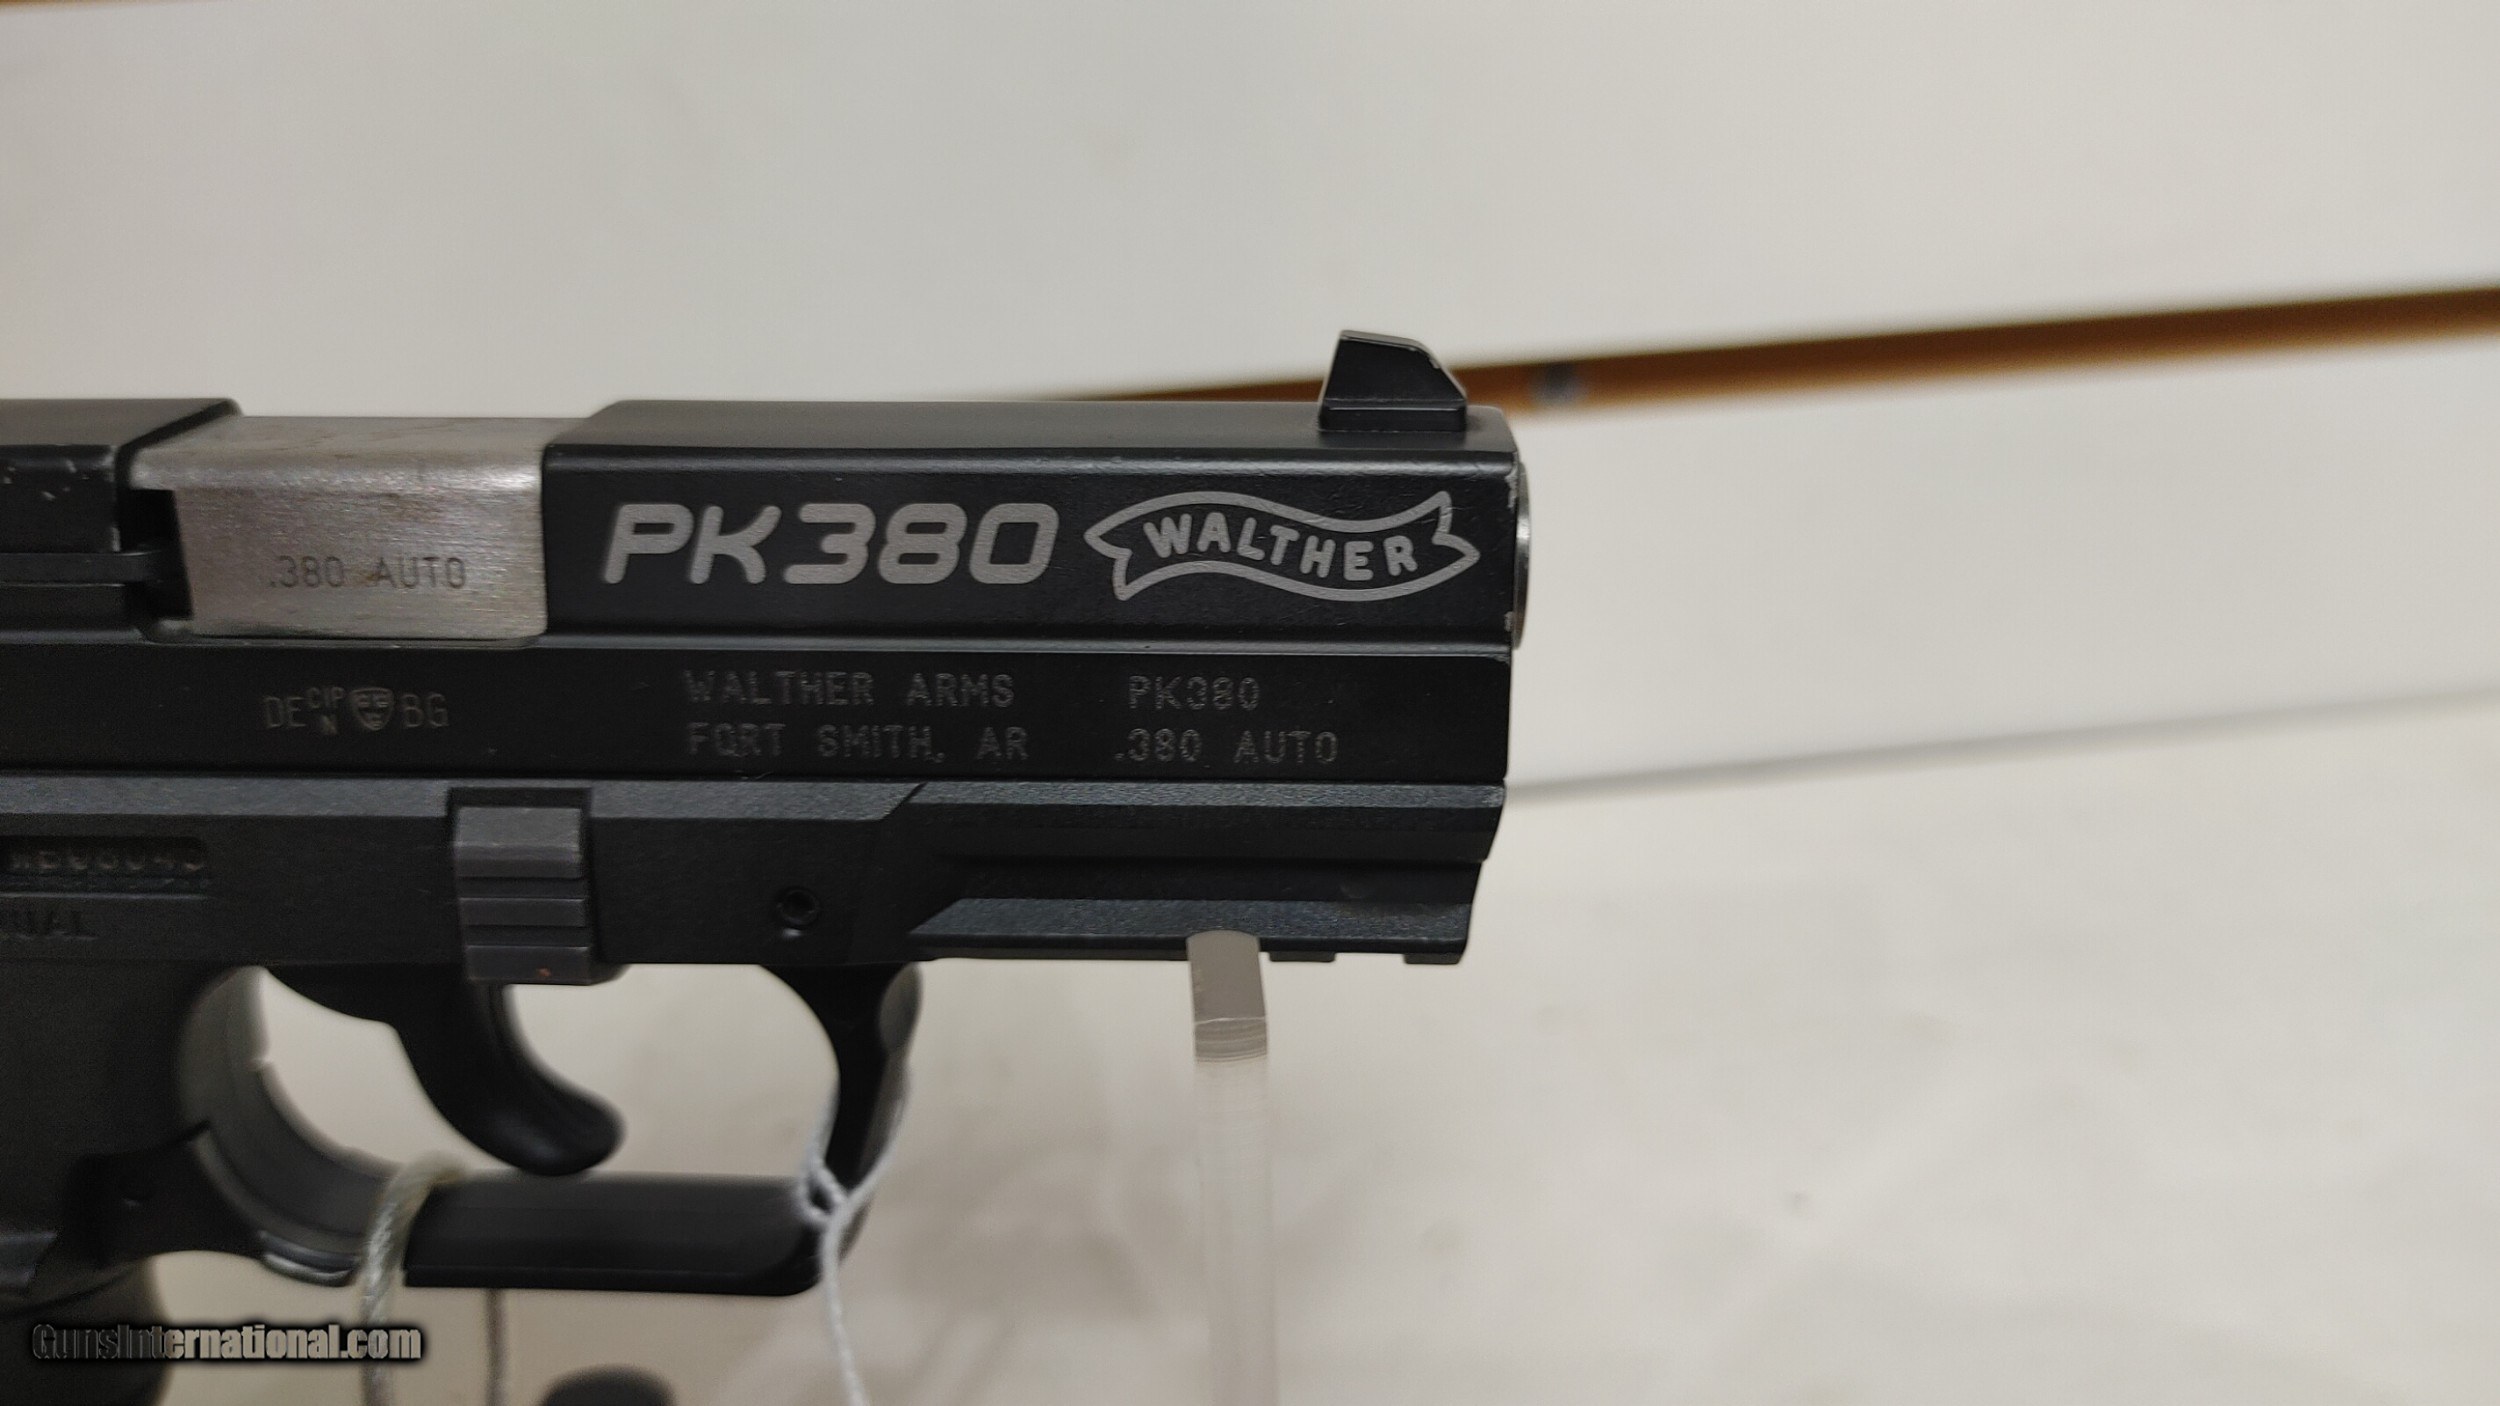 PK380 WALTHER
.380 AUTO
DE CIP N BG
WALTHER ARMS PK380
FORT SMITH, AR .380 AUTO
GunsInternational.com